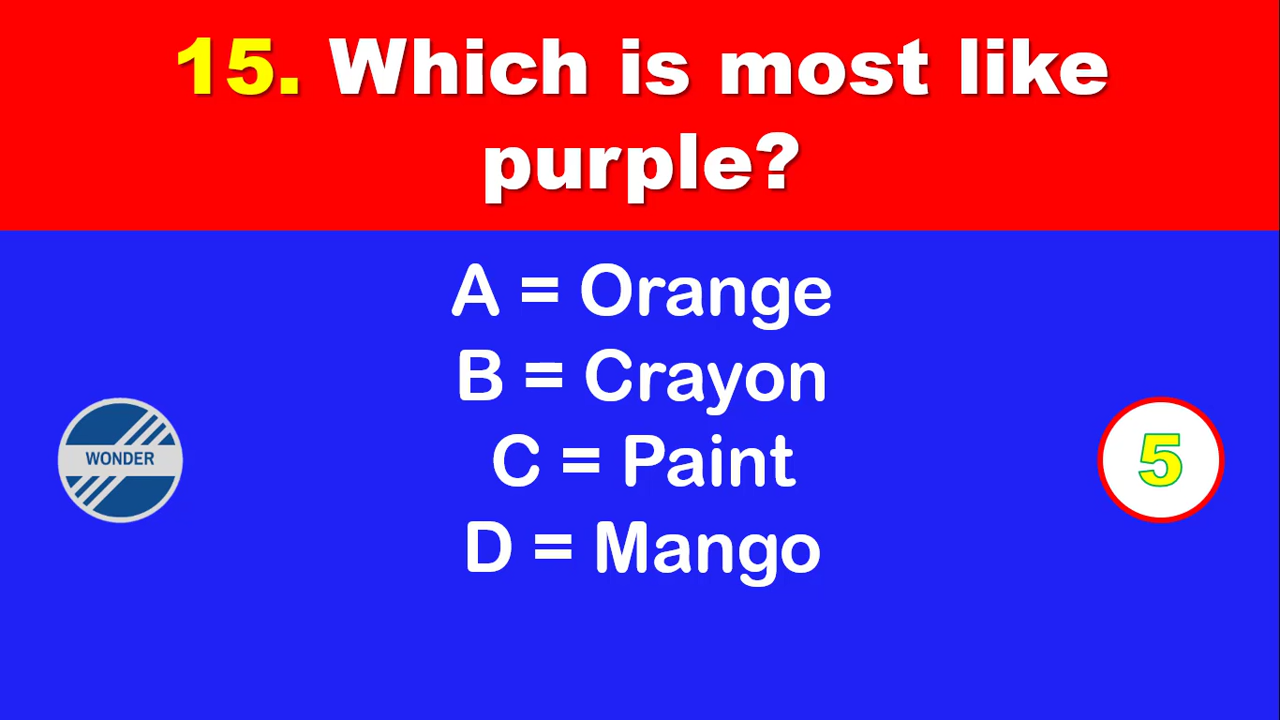 15. Which is most like
purple?
A = Orange
B = Crayon
C = Paint
D = Mango
WONDER
5